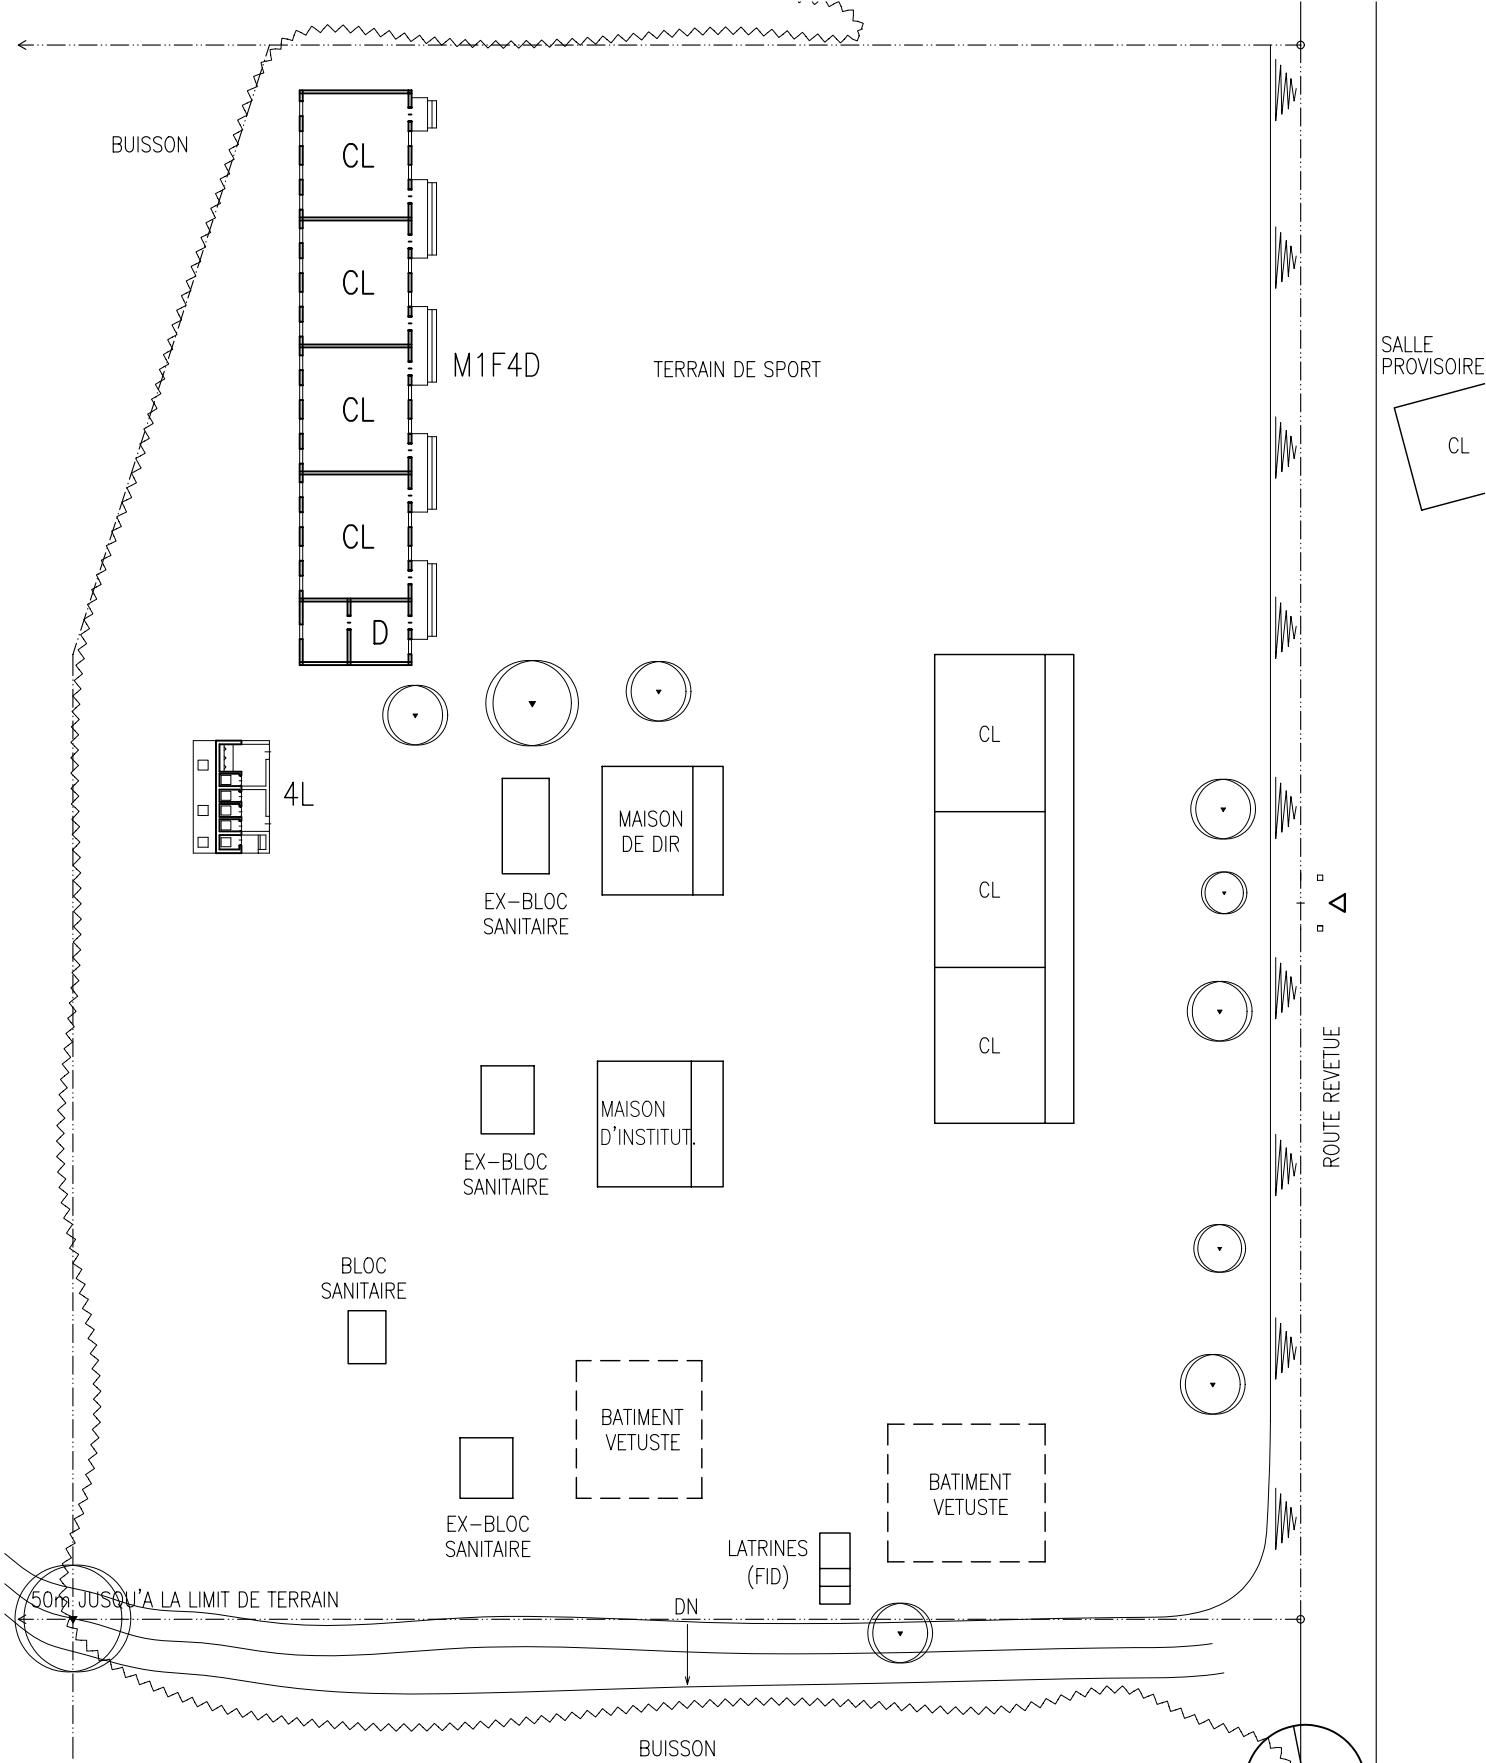 BUISSON
CL
CL
CL
CL
D
M1F4D
TERRAIN DE SPORT
SALLE
PROVISOIRE
CL
4L
EX-BLOC
SANITAIRE
MAISON
DE DIR
CL
CL
CL
ROUTE REVETUE
EX-BLOC
SANITAIRE
MAISON
D'INSTITUT.
BLOC
SANITAIRE
EX-BLOC
SANITAIRE
BATIMENT
VETUSTE
BATIMENT
VETUSTE
LATRINES
(FID)
50m JUSQU'A LA LIMIT DE TERRAIN
DN
BUISSON